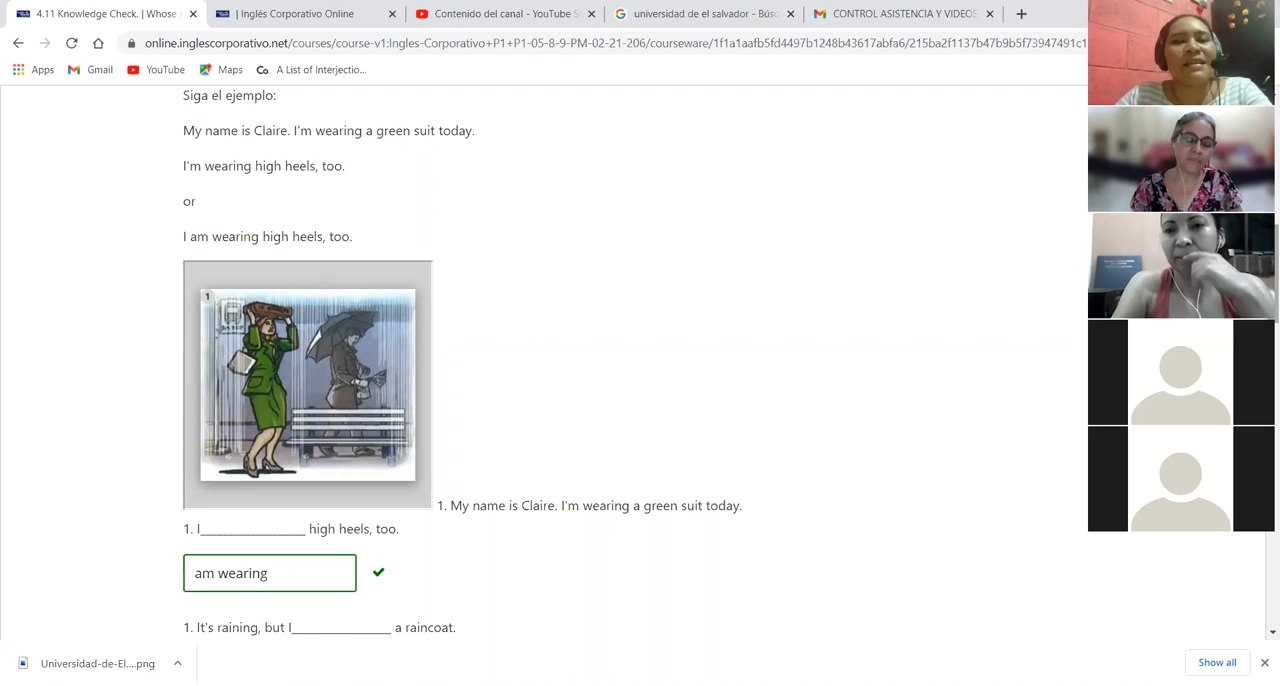 4.11 Knowledge Check. | Whose
| Inglés Corporativo Online
Contenido del canal - YouTube S
universidad de el salvador - Búsc
CONTROL ASISTENCIA Y VIDEOS
online.inglescorporativo.net/courses/course-v1:Ingles-Corporativo+P1+P1-05-8-9-PM-02-21-206/courseware/1f1a1aafb5fd4497b1248b43617abfa6/215ba2f1137b47b9b5f73947491c1
Apps
Gmail
YouTube
Maps
Co. A List of Interjectio...
Siga el ejemplo:
My name is Claire. I'm wearing a green suit today.
I'm wearing high heels, too.
or
I am wearing high heels, too.
1
1. My name is Claire. I'm wearing a green suit today.
1. I__________________ high heels, too.
am wearing
1. It's raining, but I_________________ a raincoat.
Universidad-de-El....png
Show all